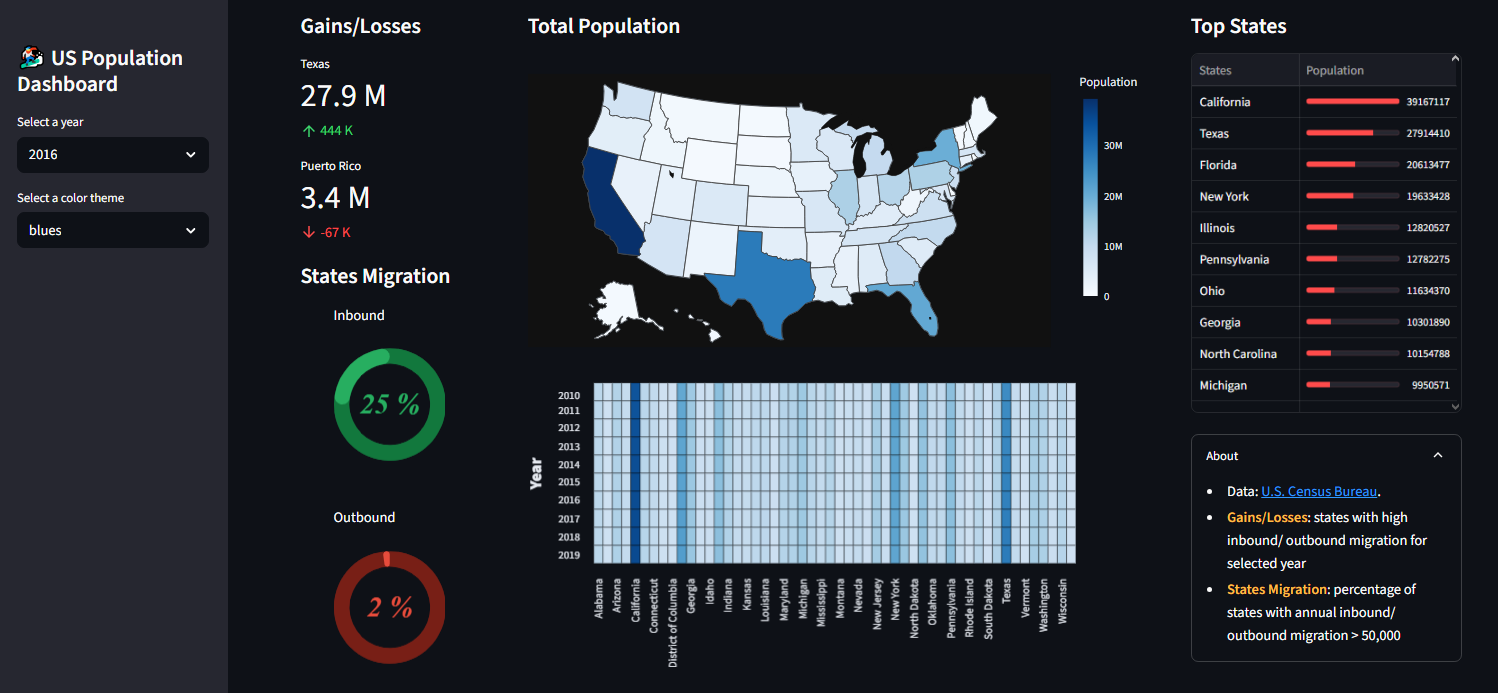 US Population
Dashboard
Select a year
2016
Select a color theme
blues
Gains/Losses
Texas
27.9 M
↑ 444 K
Puerto Rico
3.4 M
↓ -67 K
States Migration
Inbound
25 %
Outbound
2 %
Total Population
Population
30M
20M
10M
0
Year
2010
2011
2012
2013
2014
2015
2016
2017
2018
2019
Alabama
Arizona
California
Connecticut
District of Columbia
Georgia
Idaho
Indiana
Kansas
Louisiana
Maryland
Michigan
Mississippi
Montana
Nevada
New Jersey
New York
North Dakota
Oklahoma
Pennsylvania
Rhode Island
South Dakota
Texas
Vermont
Washington
Wisconsin
Top States
States Population
California 39167117
Texas 27914410
Florida 20613477
New York 19633428
Illinois 12820527
Pennsylvania 12782275
Ohio 11634370
Georgia 10301890
North Carolina 10154788
Michigan 9950571
About
• Data: U.S. Census Bureau.
• Gains/Losses: states with high
inbound/ outbound migration for
selected year
• States Migration: percentage of
states with annual inbound/
outbound migration > 50,000